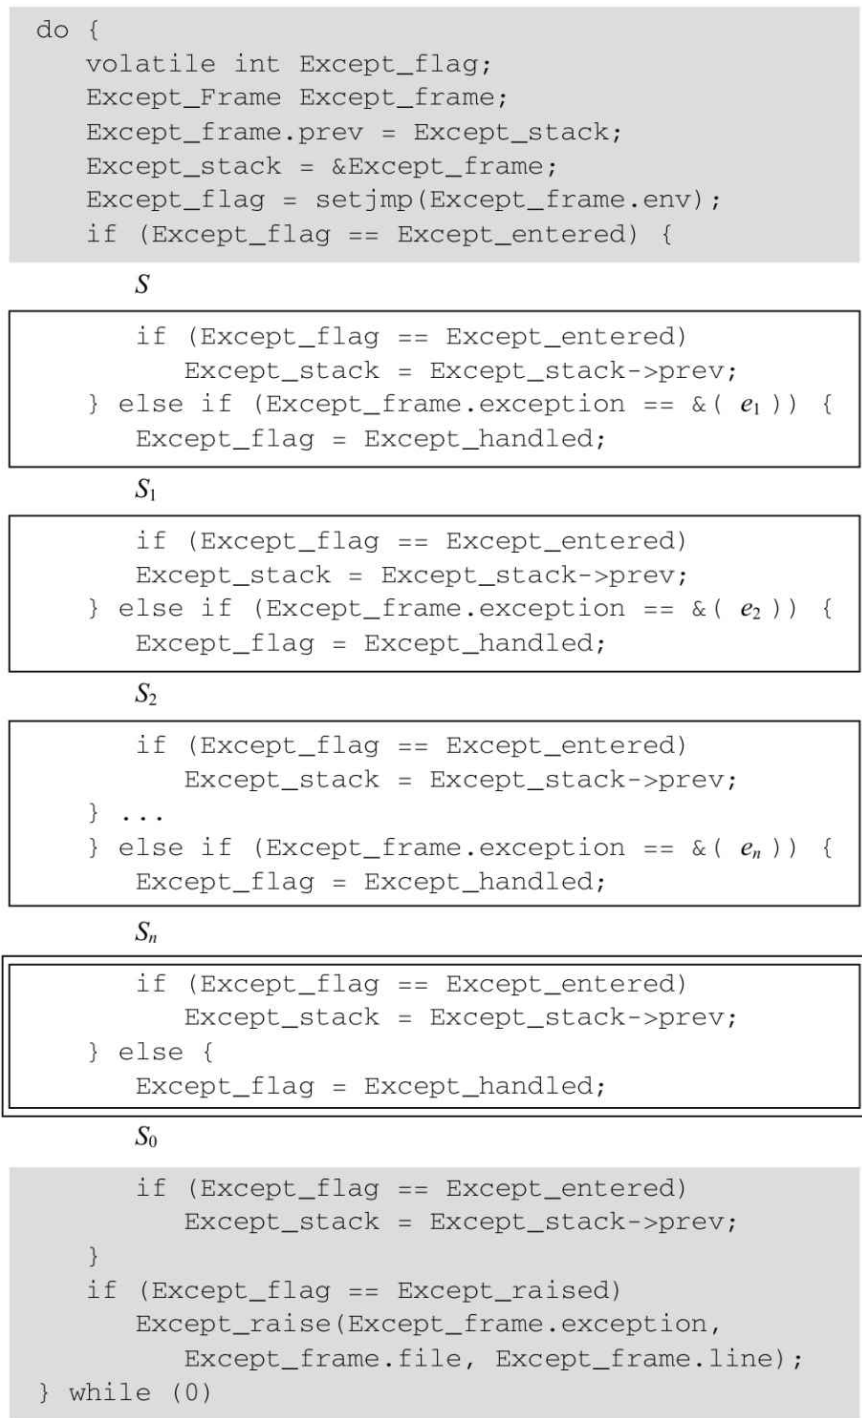 do {
volatile int Except_flag;
Except_Frame Except_frame;
Except_frame.prev = Except_stack;
Except_stack = &Except_frame;
Except_flag = setjmp(Except_frame.env);
if (Except_flag == Except_entered) {
S
if (Except_flag == Except_entered)
Except_stack = Except_stack->prev;
} else if (Except_frame.exception == &( e₁ )) {
Except_flag = Except_handled;
S₁
if (Except_flag == Except_entered)
Except_stack = Except_stack->prev;
} else if (Except_frame.exception == &( e₂ )) {
Except_flag = Except_handled;
S₂
if (Except_flag == Except_entered)
Except_stack = Except_stack->prev;
} ...
} else if (Except_frame.exception == &( eₙ )) {
Except_flag = Except_handled;
Sₙ
if (Except_flag == Except_entered)
Except_stack = Except_stack->prev;
} else {
Except_flag = Except_handled;
S₀
if (Except_flag == Except_entered)
Except_stack = Except_stack->prev;
}
if (Except_flag == Except_raised)
Except_raise(Except_frame.exception,
Except_frame.file, Except_frame.line);
} while (0)